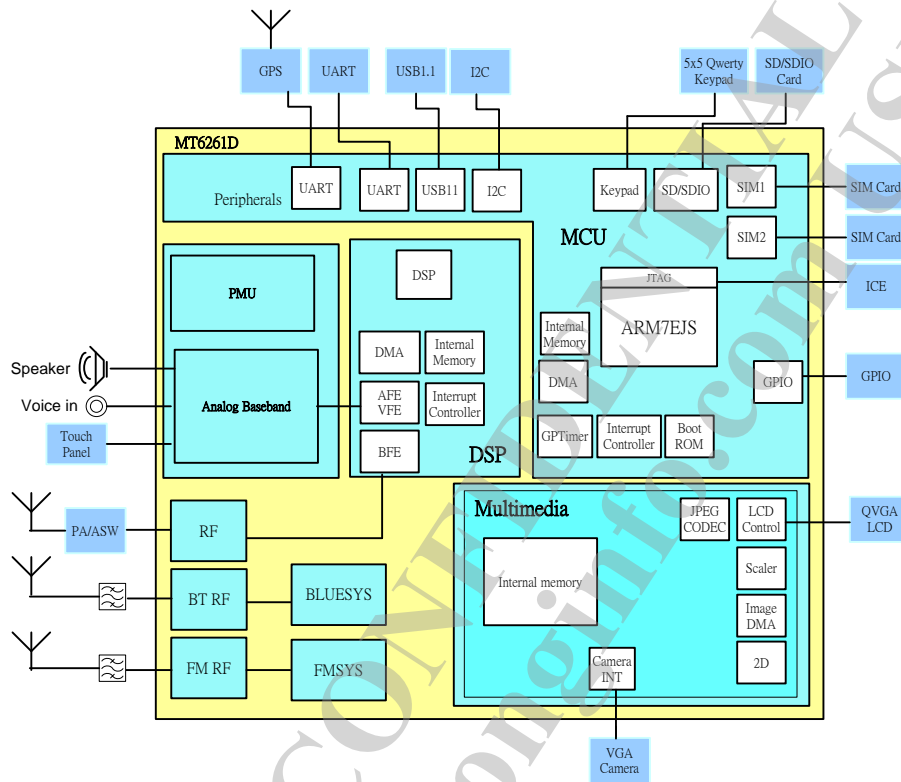 GPS
UART
USB1.1
I2C
5x5 Qwerty
Keypad
SD/SDIO
Card
MT6261D
Peripherals
UART
UART
USB11
I2C
Keypad
SD/SDIO
SIM1
SIM Card
MCU
SIM2
SIM Card
JTAG
ICE
ARM7EJS
Internal
Memory
DMA
GPIO
GPIO
GPTimer
Interrupt
Controller
Boot
ROM
PMU
DSP
DMA
Internal
Memory
Speaker
Voice in
Touch
Panel
Analog Baseband
AFE
VFE
Interrupt
Controller
BFE
DSP
PA/ASW
RF
BT RF
BLUESYS
FM RF
FMSYS
Multimedia
JPEG
CODEC
LCD
Control
QVGA
LCD
Internal memory
Scaler
Image
DMA
2D
Camera
INT
VGA
Camera
CONFIDENTIAL